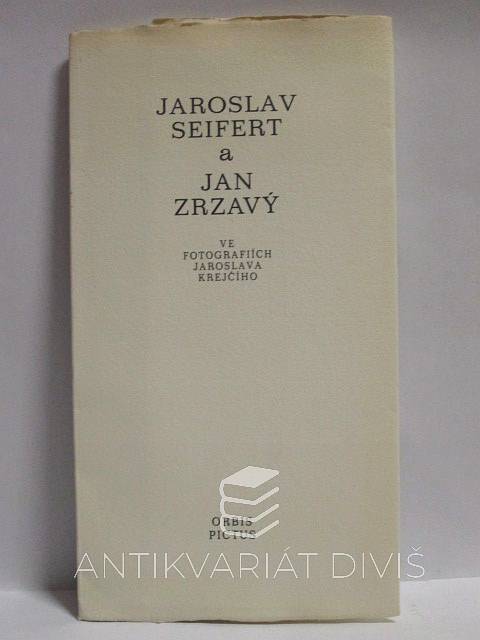 JAROSLAV
SEIFERT
a
JAN
ZRZAVÝ
VE
FOTOGRAFIÍCH
JAROSLAVA
KREJČÍHO
ORBIS
PICTUS
ANTIKVARIÁT DIVIŠ